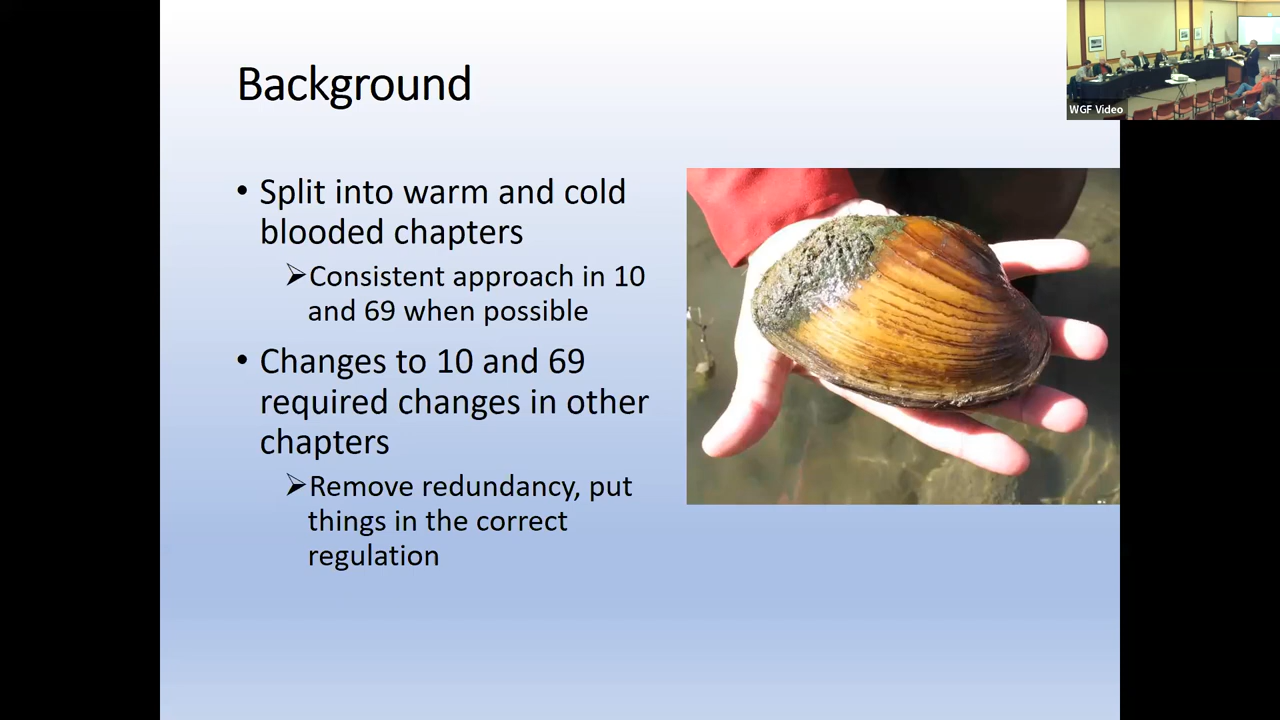 Background
WGF Video
• Split into warm and cold
blooded chapters
➢Consistent approach in 10
and 69 when possible
• Changes to 10 and 69
required changes in other
chapters
➢Remove redundancy, put
things in the correct
regulation